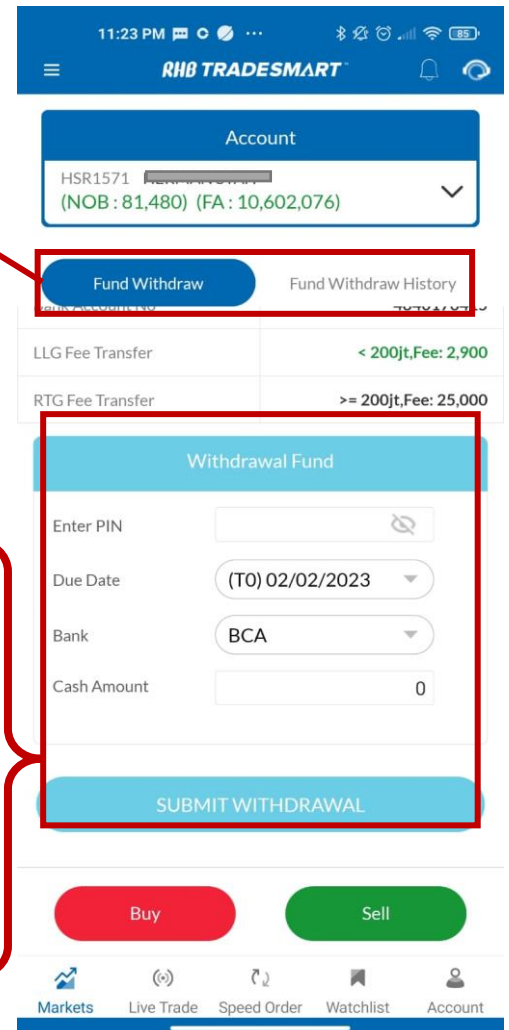 11:23 PM
85
RHB TRADESMART
Account
HSR1571
(NOB : 81,480) (FA : 10,602,076)
Fund Withdraw Fund Withdraw History
Bank Account No
LLG Fee Transfer < 200jt,Fee: 2,900
RTG Fee Transfer >= 200jt,Fee: 25,000
Withdrawal Fund
Enter PIN
Due Date (T0) 02/02/2023
Bank BCA
Cash Amount 0
SUBMIT WITHDRAWAL
Buy Sell
Markets Live Trade Speed Order Watchlist Account